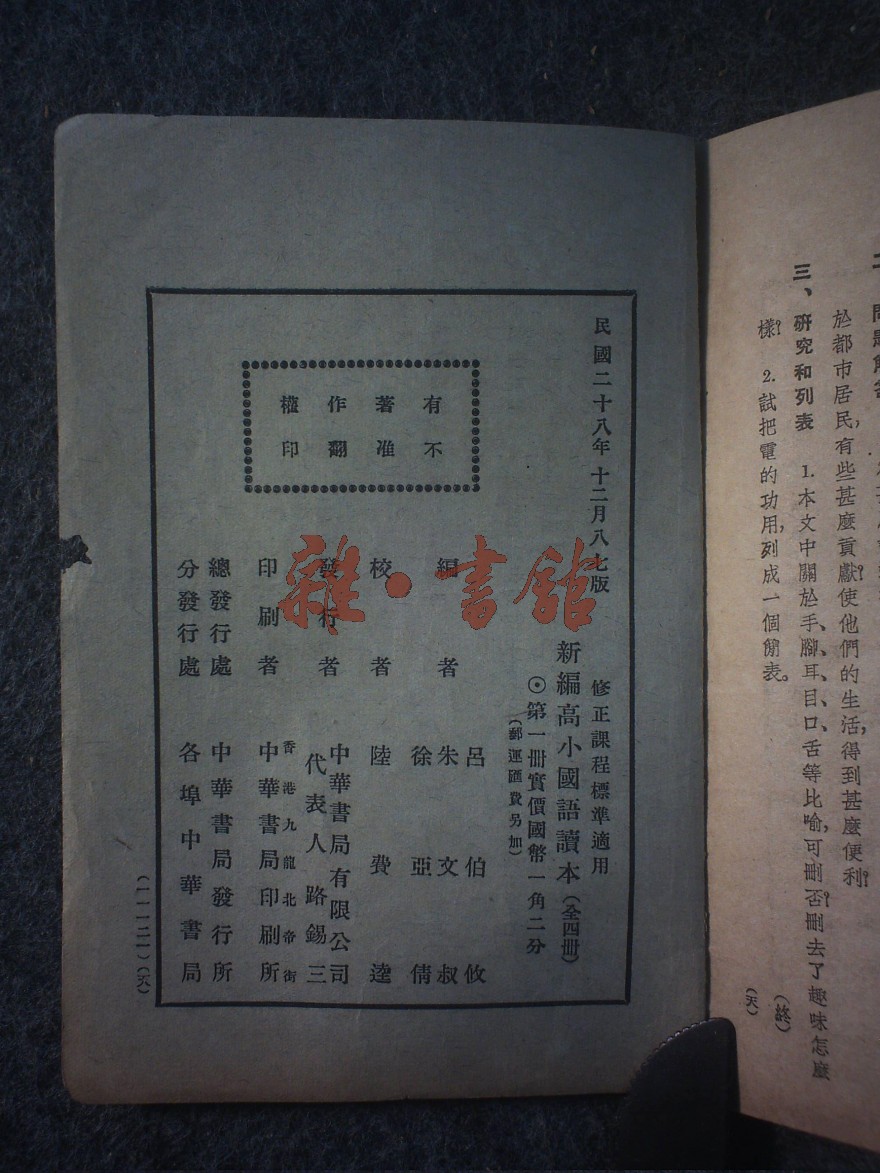 三、研究和列表 1.本文中關於手、腳、耳、目、口、舌等比喻,可刪否?刪去了趣味怎麼
樣? 2.試把電的功用,列成一個簡表。
(終)
(天)
於都市居民,有些甚麼貢獻?使他們的生活,得到甚麼便利?
民國二十八年十二月八七版
有著作權
不准翻印
修正課程標準適用
新編高小國語讀本(全四冊)
⊙第一冊實價國幣一角二分
(郵運匯費另加)
編者
呂伯攸
朱文叔
徐亞倩
校者 陸費逵
發行者 中華書局有限公司
代表人 路錫三
印刷者 香港九龍北帝街
中華書局印刷所
總發行處 中華書局發行所
分發行處 各埠中華書局
(一一一二一)(天)
雜·書館